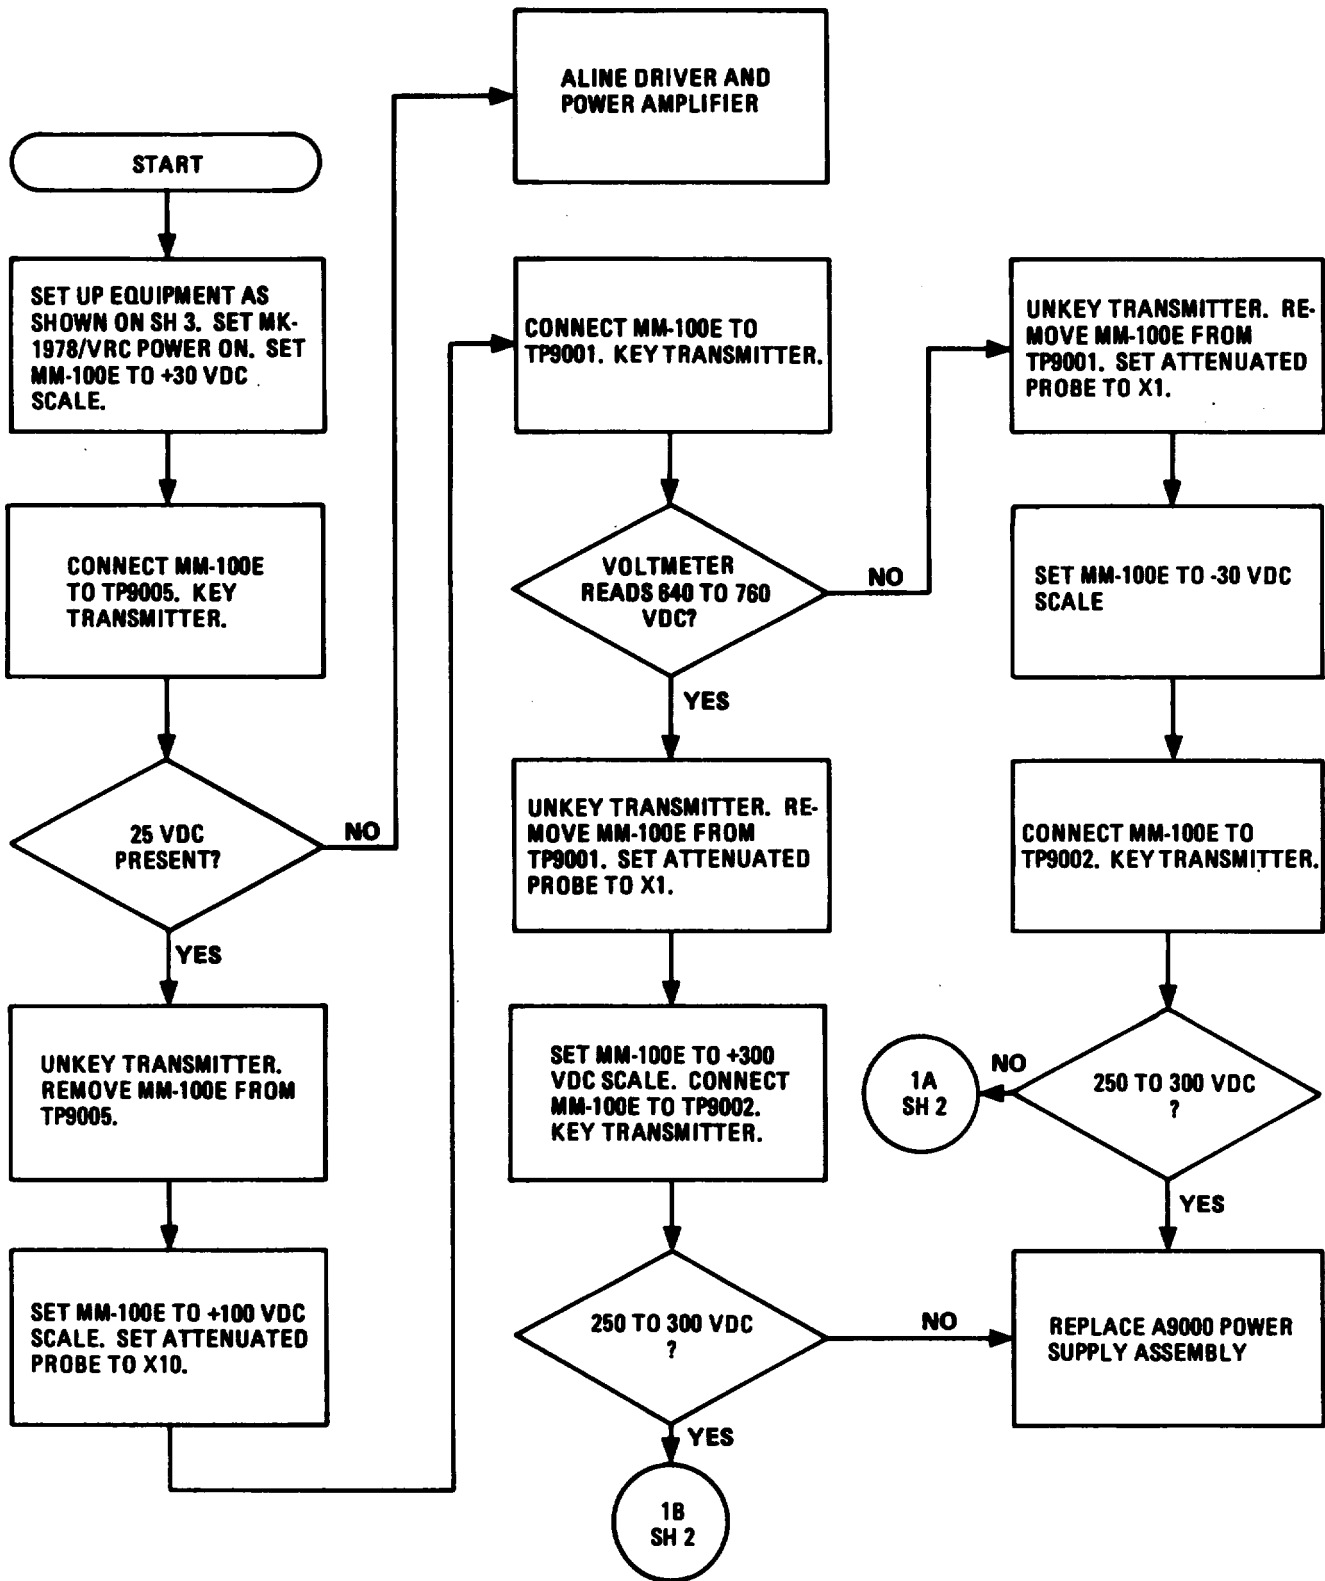 START
SET UP EQUIPMENT AS
SHOWN ON SH 3. SET MK-
1978/VRC POWER ON. SET
MM-100E TO +30 VDC
SCALE.
CONNECT MM-100E
TO TP9005. KEY
TRANSMITTER.
25 VDC
PRESENT?
NO
YES
ALINE DRIVER AND
POWER AMPLIFIER
UNKEY TRANSMITTER.
REMOVE MM-100E FROM
TP9005.
SET MM-100E TO +100 VDC
SCALE. SET ATTENUATED
PROBE TO X10.
CONNECT MM-100E TO
TP9001. KEY TRANSMITTER.
VOLTMETER
READS 640 TO 760
VDC?
NO
YES
UNKEY TRANSMITTER. RE-
MOVE MM-100E FROM
TP9001. SET ATTENUATED
PROBE TO X1.
SET MM-100E TO +300
VDC SCALE. CONNECT
MM-100E TO TP9002.
KEY TRANSMITTER.
250 TO 300 VDC
?
NO
YES
1B
SH 2
UNKEY TRANSMITTER. RE-
MOVE MM-100E FROM
TP9001. SET ATTENUATED
PROBE TO X1.
SET MM-100E TO -30 VDC
SCALE
CONNECT MM-100E TO
TP9002. KEY TRANSMITTER.
250 TO 300 VDC
?
NO
1A
SH 2
YES
REPLACE A9000 POWER
SUPPLY ASSEMBLY